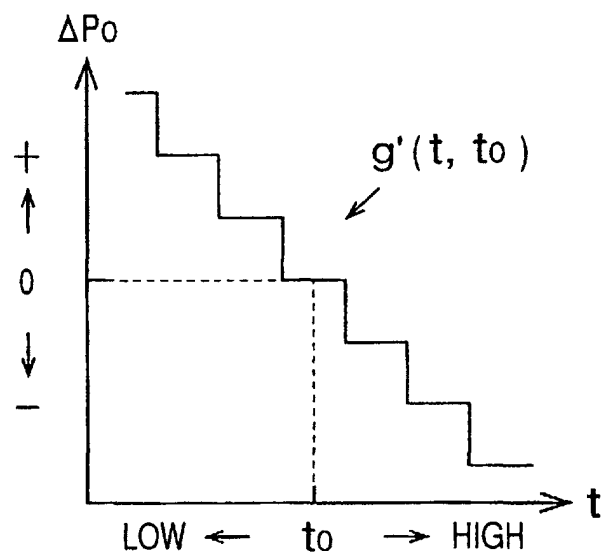 ΔPo
+
↑
0
↓
−
g'(t, to)
t
LOW ← to → HIGH